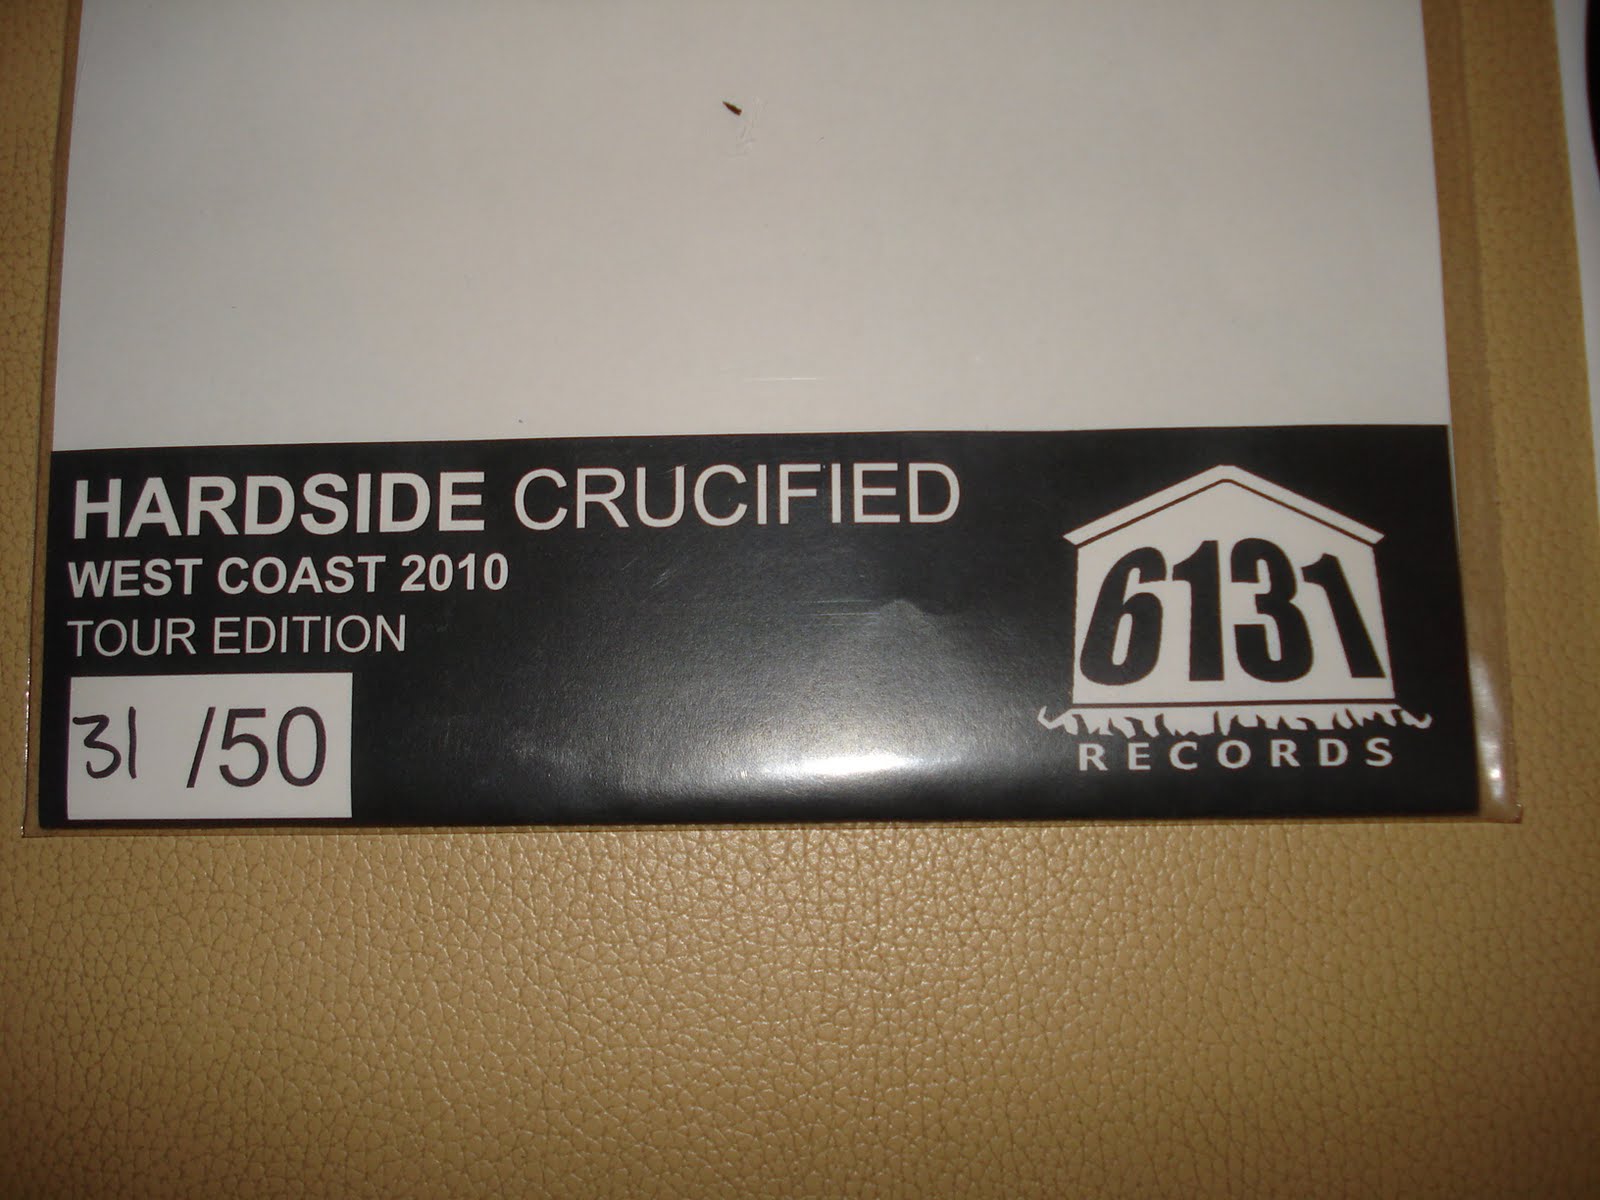 HARDSIDE CRUCIFIED
WEST COAST 2010
TOUR EDITION
31 /50
6131
RECORDS